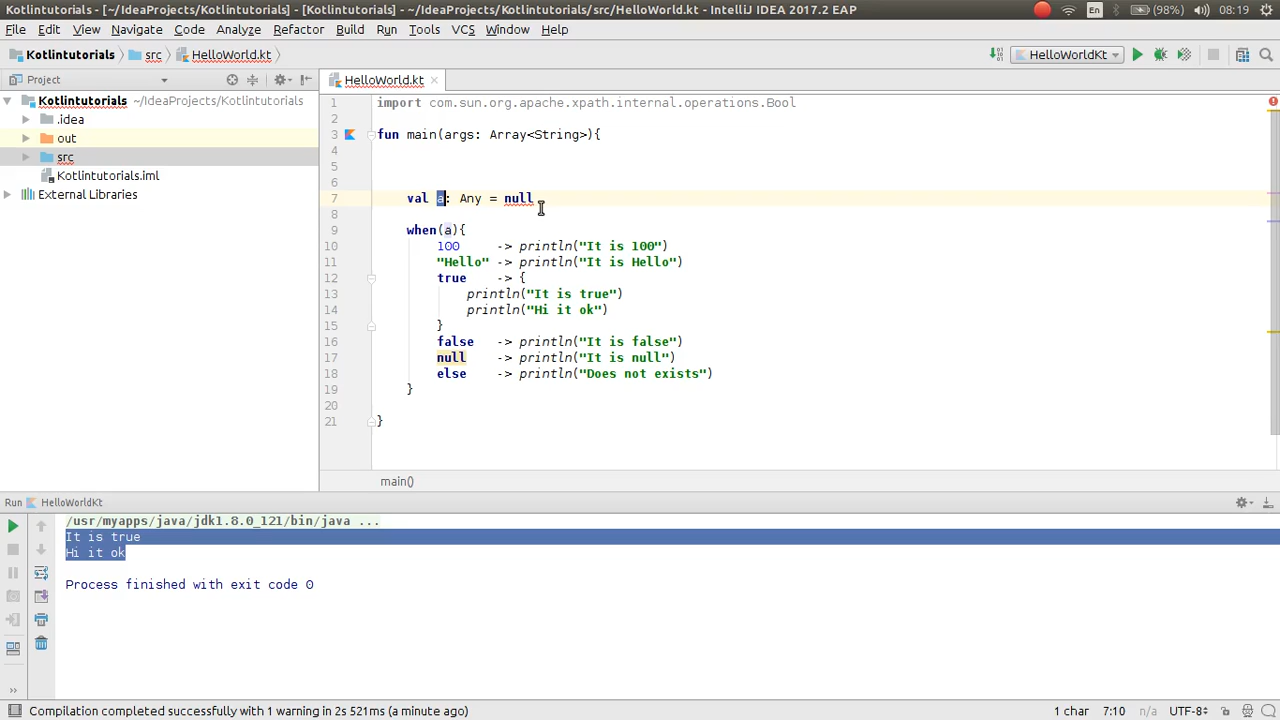 Kotlintutorials - [~/IdeaProjects/Kotlintutorials] - [Kotlintutorials] - ~/IdeaProjects/Kotlintutorials/src/HelloWorld.kt - IntelliJ IDEA 2017.2 EAP
En
(98%)
08:19
File Edit View Navigate Code Analyze Refactor Build Run Tools VCS Window Help
Kotlintutorials src HelloWorld.kt
HelloWorldKt
Project
HelloWorld.kt
Kotlintutorials ~/IdeaProjects/Kotlintutorials
.idea
out
src
Kotlintutorials.iml
External Libraries
1 import com.sun.org.apache.xpath.internal.operations.Bool
2
3 fun main(args: Array<String>){
4
5
6
7 val a: Any = null
8
9 when(a){
10 100 -> println("It is 100")
11 "Hello" -> println("It is Hello")
12 true -> {
13 println("It is true")
14 println("Hi it ok")
15 }
16 false -> println("It is false")
17 null -> println("It is null")
18 else -> println("Does not exists")
19 }
20
21 }
main()
Run HelloWorldKt
/usr/myapps/java/jdk1.8.0_121/bin/java ...
It is true
Hi it ok
Process finished with exit code 0
Compilation completed successfully with 1 warning in 2s 521ms (a minute ago)
1 char 7:10 n/a UTF-8